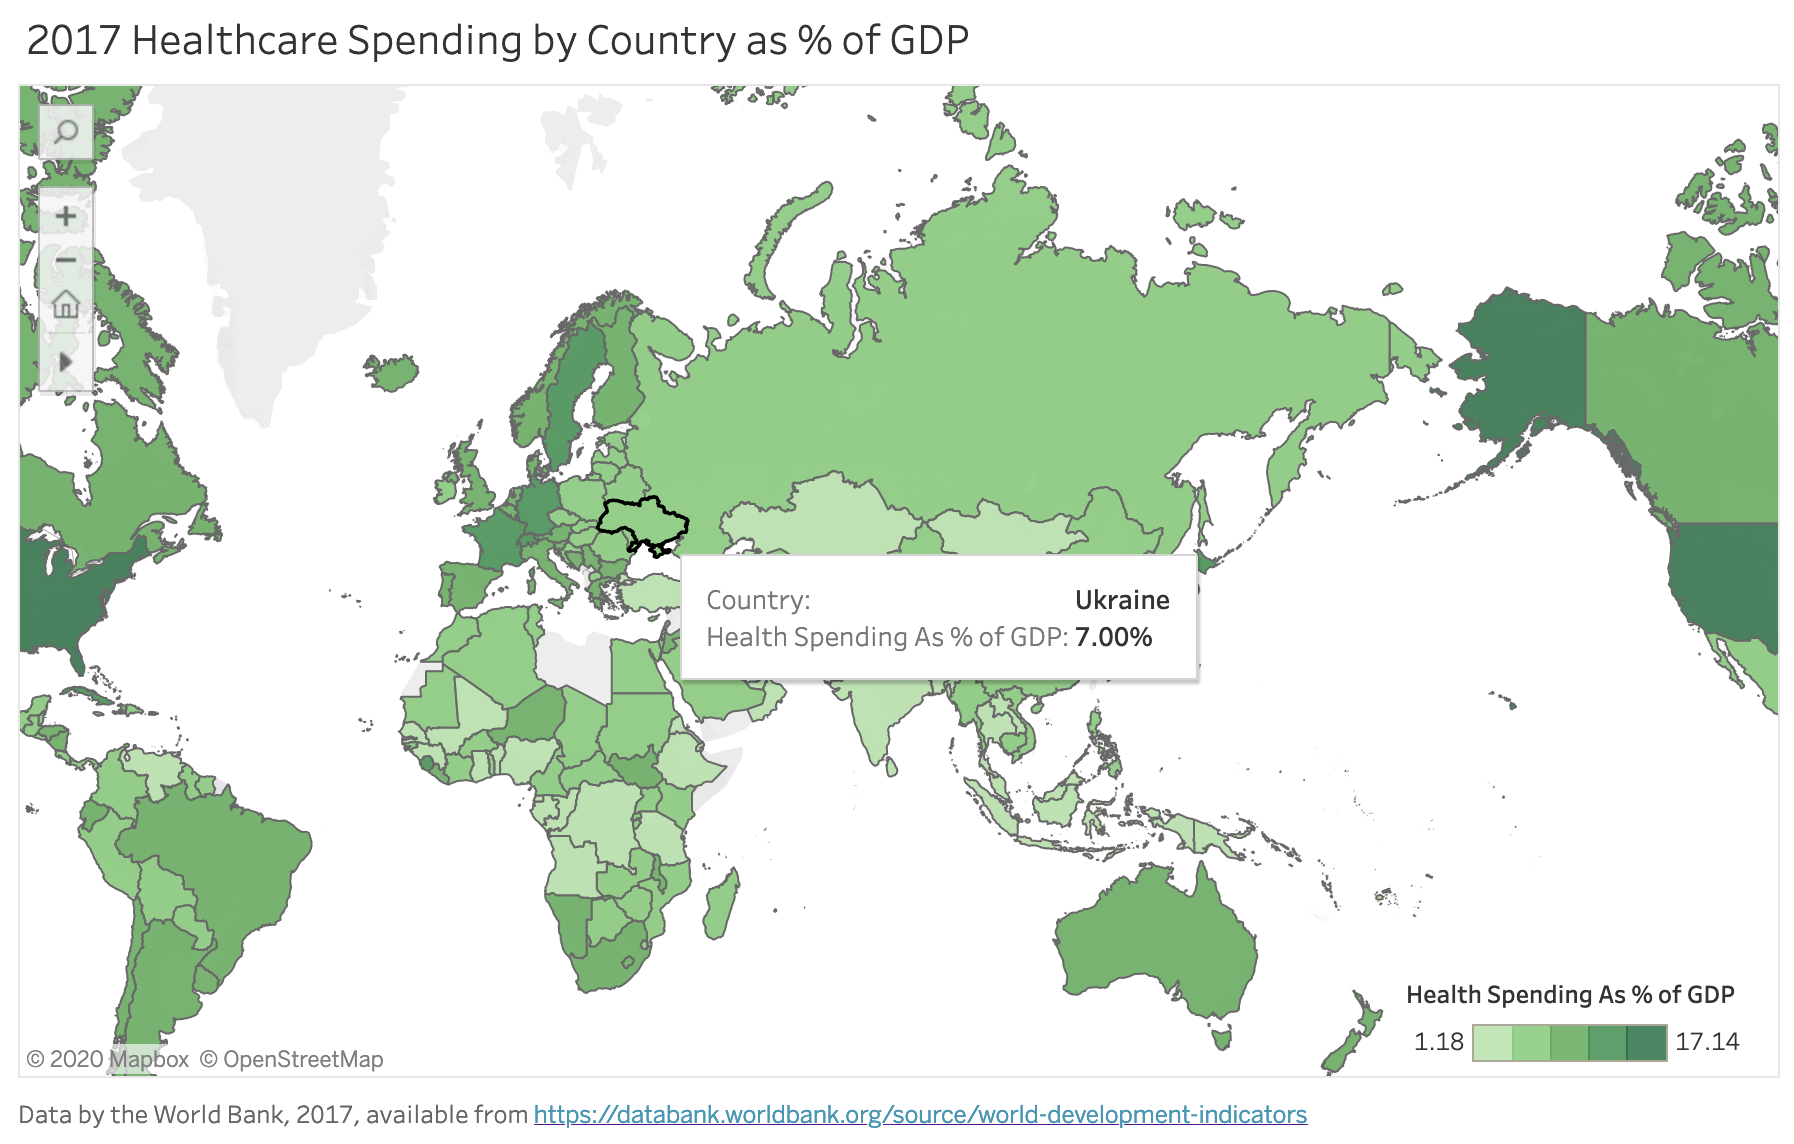 2017 Healthcare Spending by Country as % of GDP
Country: Ukraine
Health Spending As % of GDP: 7.00%
Health Spending As % of GDP
1.18 17.14
© 2020 Mapbox © OpenStreetMap
Data by the World Bank, 2017, available from https://databank.worldbank.org/source/world-development-indicators